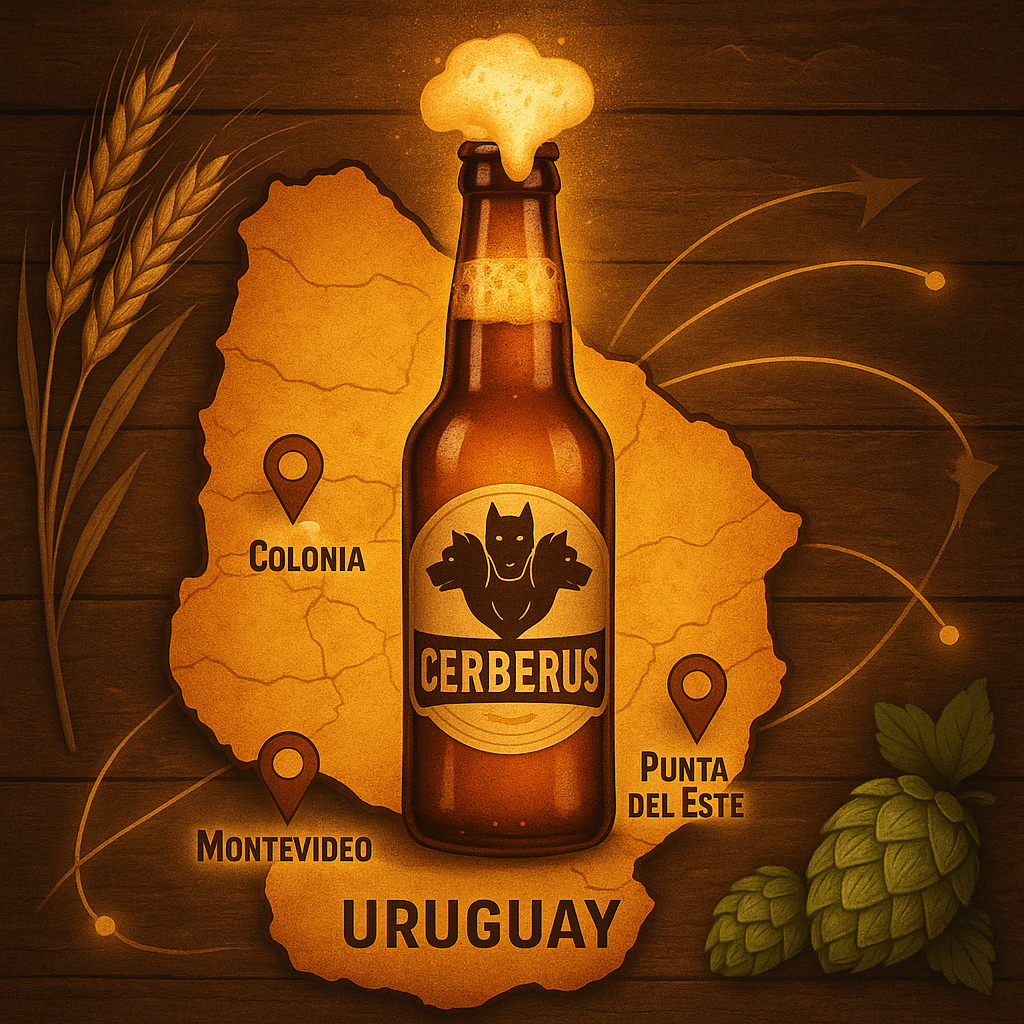 COLONIA
CERBERUS
PUNTA
DEL ESTE
MONTEVIDEO
URUGUAY